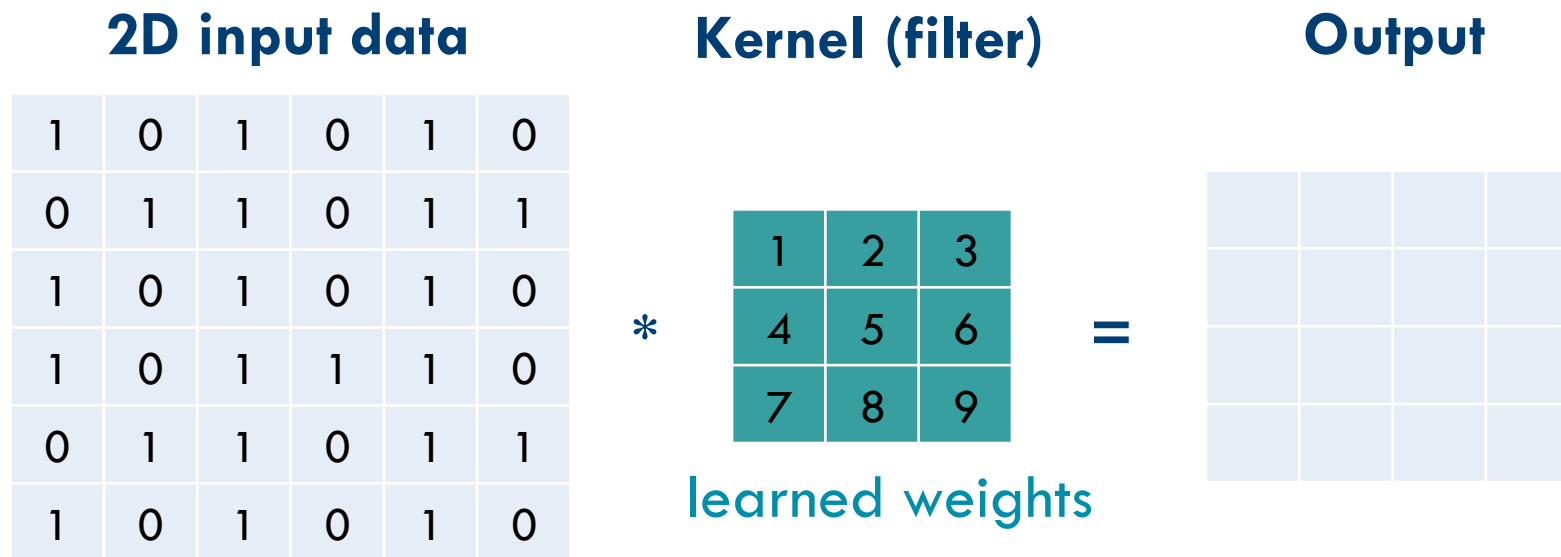 2D input data Kernel (filter) Output
1 0 1 0 1 0
0 1 1 0 1 1
1 0 1 0 1 0
1 0 1 1 1 0
0 1 1 0 1 1
1 0 1 0 1 0
*
1 2 3
4 5 6
7 8 9
learned weights
=